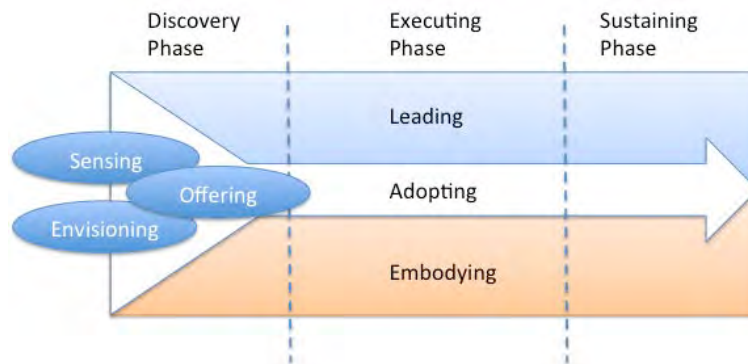 Discovery
Phase
Executing
Phase
Sustaining
Phase
Leading
Sensing
Offering
Adopting
Envisioning
Embodying